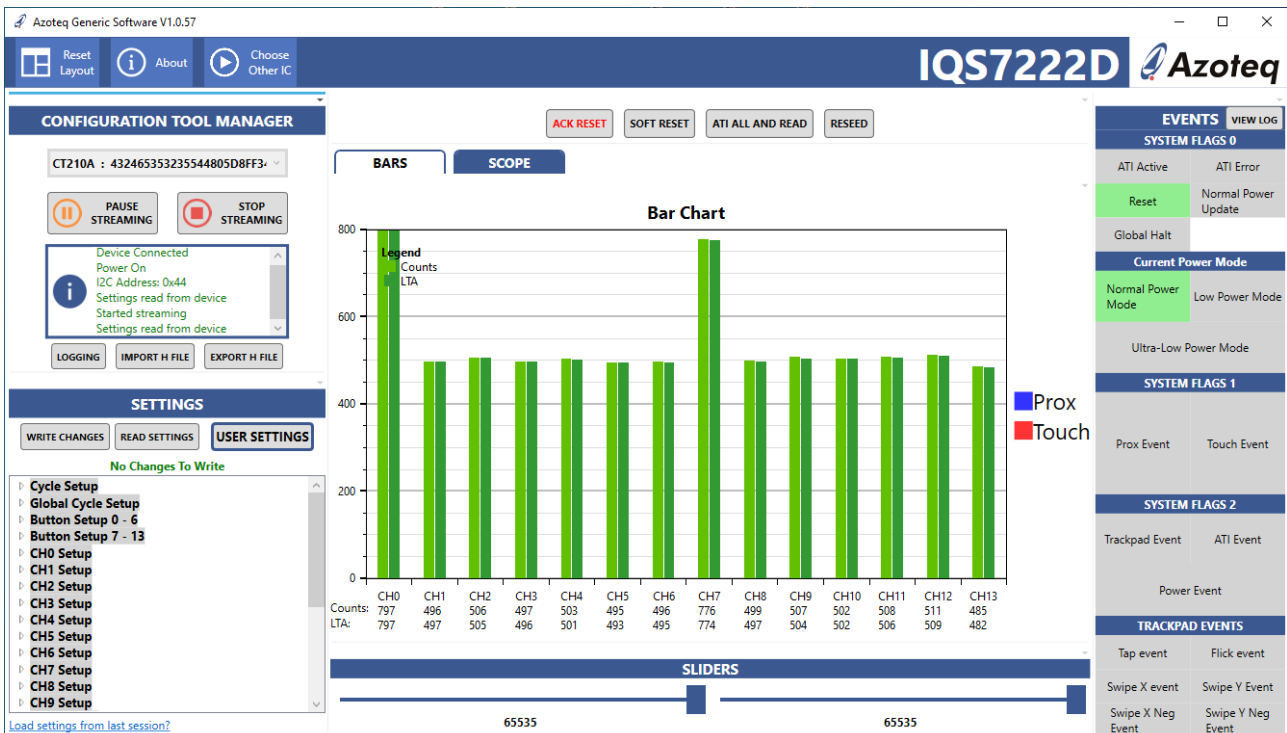 Azoteq Generic Software V1.0.57
Reset
Layout
About
Choose
Other IC
IQS7222D
Azoteq
CONFIGURATION TOOL MANAGER
CT210A : 432465353235544805D8FF34
PAUSE
STREAMING
STOP
STREAMING
Device Connected
Power On
I2C Address: 0x44
Settings read from device
Started streaming
Settings read from device
LOGGING
IMPORT H FILE
EXPORT H FILE
SETTINGS
WRITE CHANGES
READ SETTINGS
USER SETTINGS
No Changes To Write
Cycle Setup
Global Cycle Setup
Button Setup 0 - 6
Button Setup 7 - 13
CH0 Setup
CH1 Setup
CH2 Setup
CH3 Setup
CH4 Setup
CH5 Setup
CH6 Setup
CH7 Setup
CH8 Setup
CH9 Setup
Load settings from last session?
ACK RESET
SOFT RESET
ATI ALL AND READ
RESEED
BARS
SCOPE
Bar Chart
Legend
Counts
LTA
800
600
400
200
0
CH0 CH1 CH2 CH3 CH4 CH5 CH6 CH7 CH8 CH9 CH10 CH11 CH12 CH13
Counts: 797 496 506 497 503 495 496 776 499 507 502 508 511 485
LTA: 797 497 505 496 501 493 495 774 497 504 502 506 509 482
Prox
Touch
SLIDERS
65535
65535
EVENTS
VIEW LOG
SYSTEM FLAGS 0
ATI Active
ATI Error
Reset
Normal Power
Update
Global Halt
Current Power Mode
Normal Power
Mode
Low Power Mode
Ultra-Low Power Mode
SYSTEM FLAGS 1
Prox Event
Touch Event
SYSTEM FLAGS 2
Trackpad Event
ATI Event
Power Event
TRACKPAD EVENTS
Tap event
Flick event
Swipe X event
Swipe Y Event
Swipe X Neg
Event
Swipe Y Neg
Event